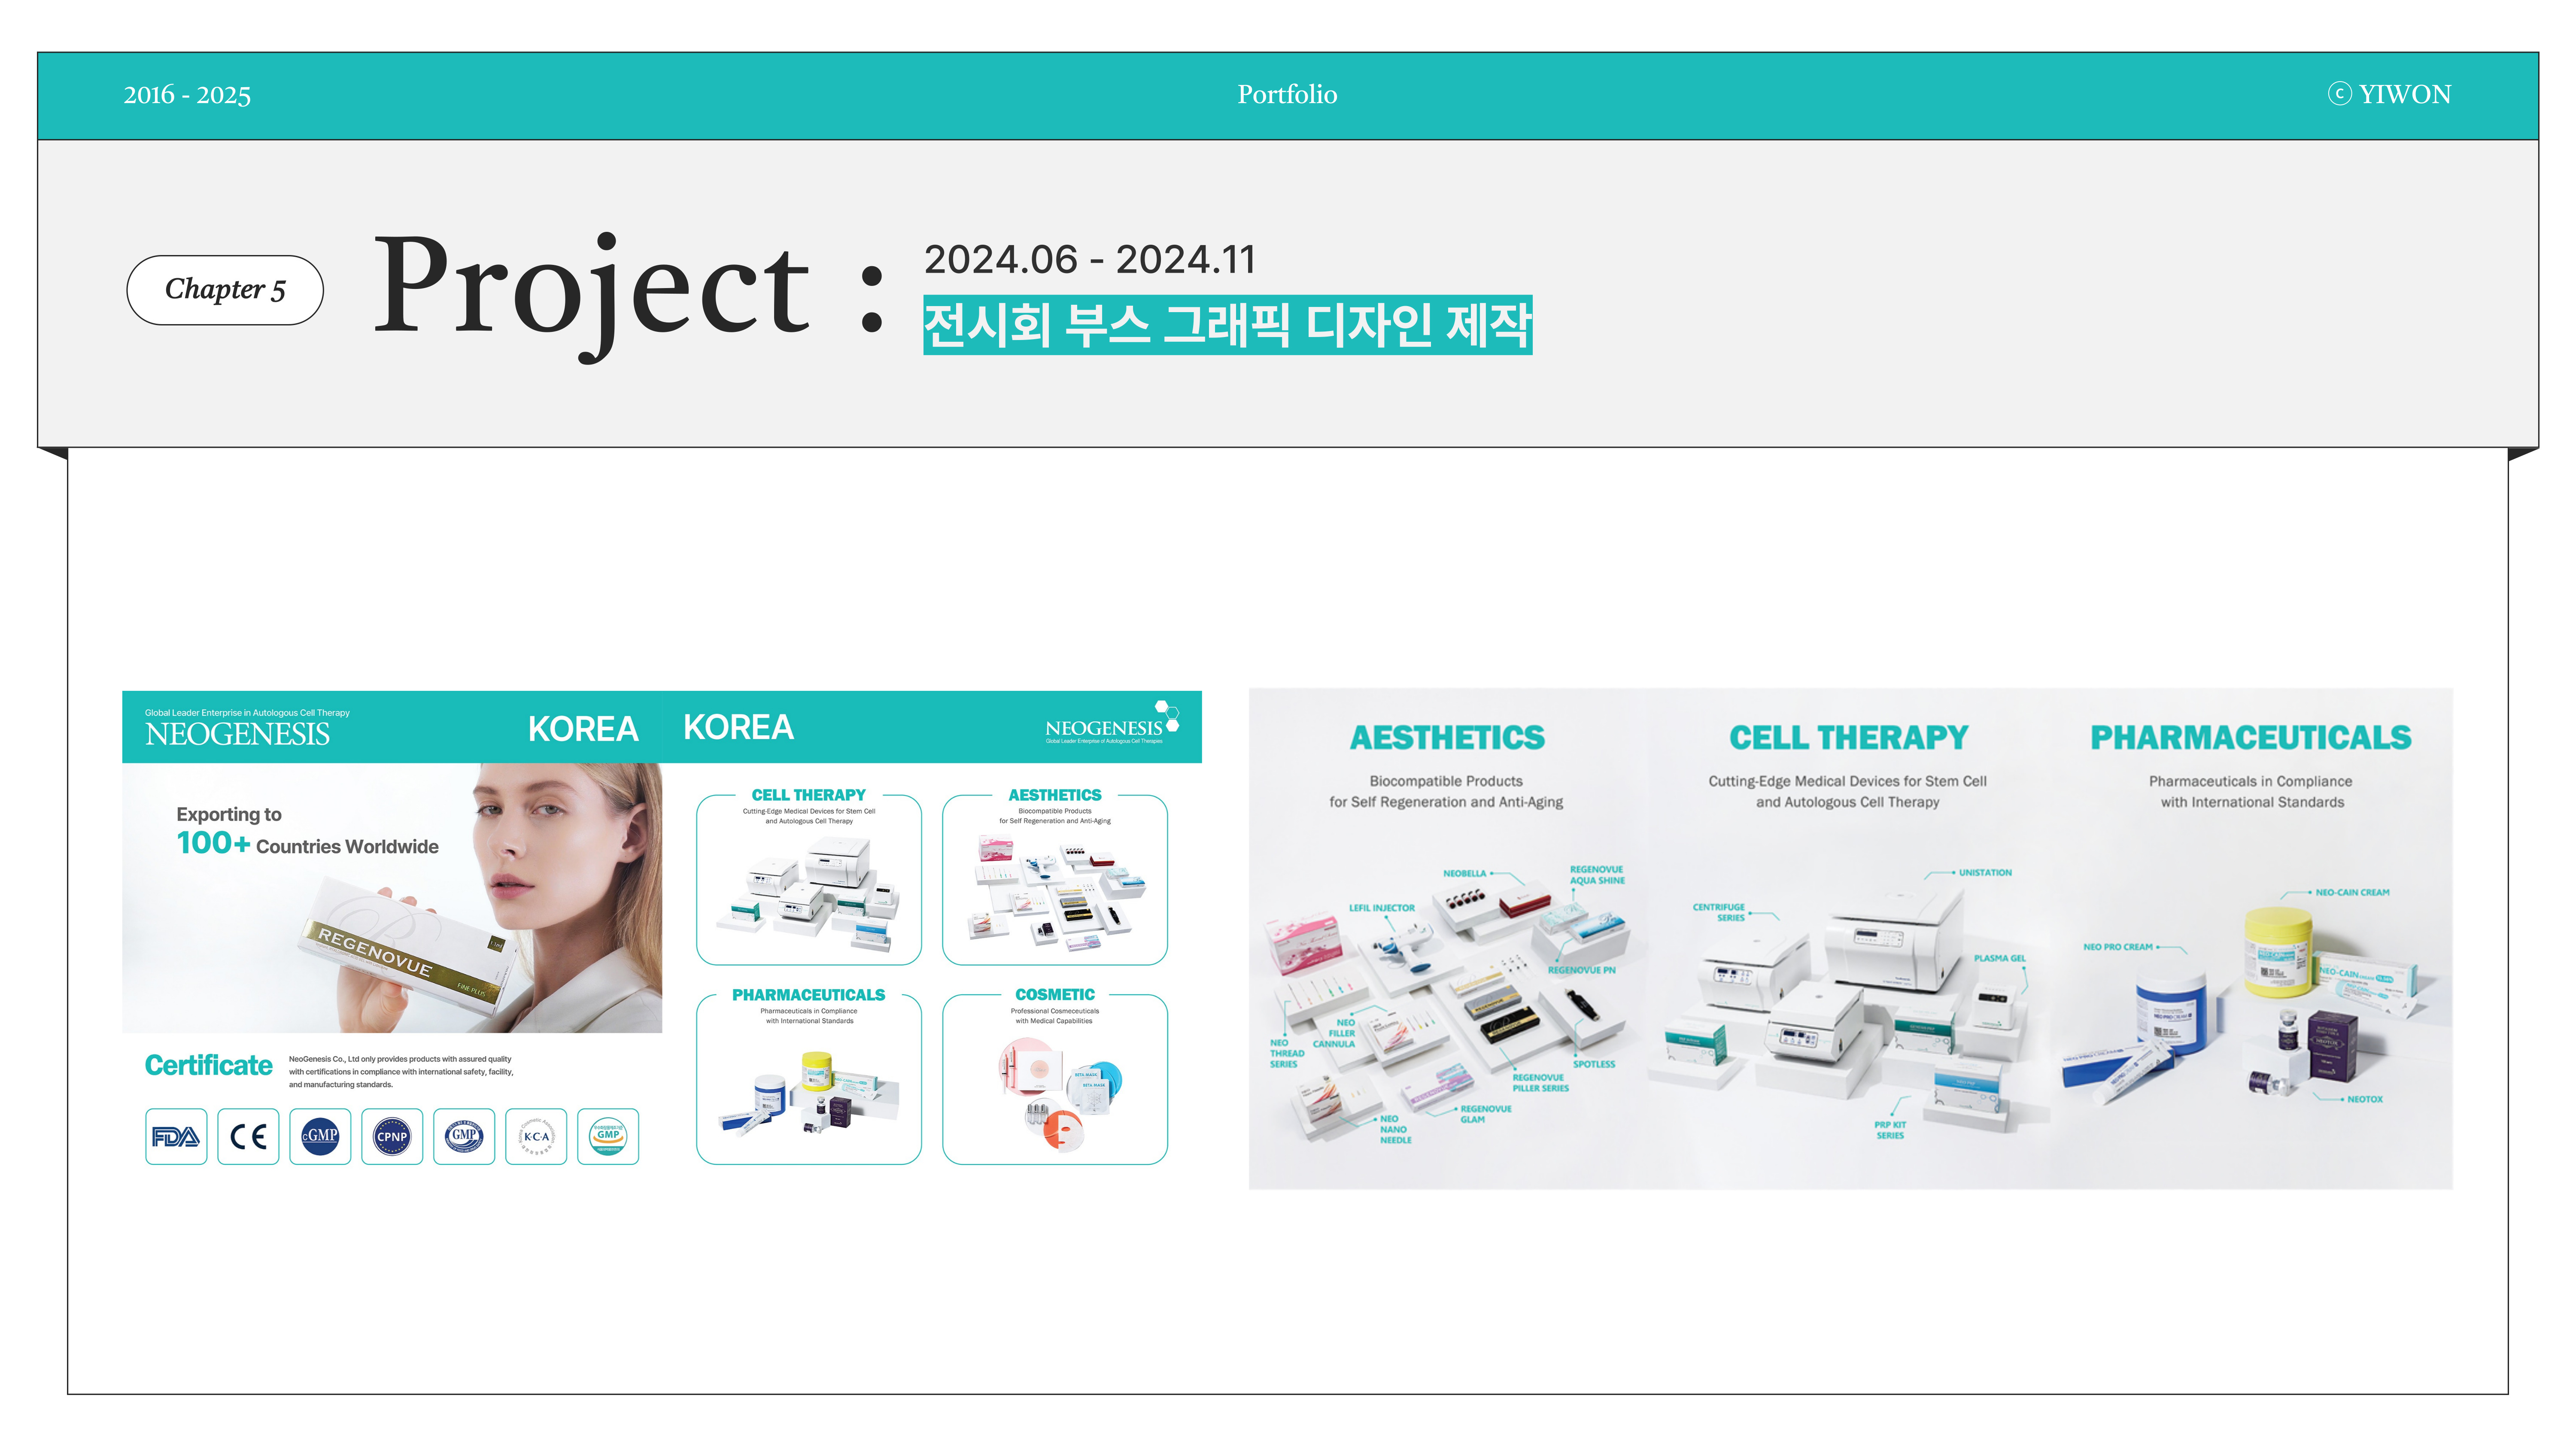 2016 - 2025
Portfolio
ⓒ YIWON
Chapter 5
Project :
2024.06 - 2024.11
전시회 부스 그래픽 디자인 제작
Global Leader Enterprise in Autologous Cell Therapy
NEOGENESIS
KOREA
KOREA
NEOGENESIS
Global Leader Enterprise of Autologous Cell Therapies
Exporting to
100+ Countries Worldwide
REGENOVUE
FINE PLUS
Certificate
NeoGenesis Co., Ltd only provides products with assured quality
with certifications in compliance with international safety, facility,
and manufacturing standards.
FDA
CE
cGMP
CPNP
GMP
K·C·A
GMP
CELL THERAPY
Cutting-Edge Medical Devices for Stem Cell
and Autologous Cell Therapy
AESTHETICS
Biocompatible Products
for Self Regeneration and Anti-Aging
PHARMACEUTICALS
Pharmaceuticals in Compliance
with International Standards
COSMETIC
Professional Cosmeceuticals
with Medical Capabilities
BETA MASK
BETA MASK
AESTHETICS
Biocompatible Products
for Self Regeneration and Anti-Aging
NEOBELLA
REGENOVUE
AQUA SHINE
LEFIL INJECTOR
REGENOVUE PN
NEO
FILLER
CANNULA
NEO
THREAD
SERIES
SPOTLESS
REGENOVUE
PILLER SERIES
REGENOVUE
GLAM
NEO
NANO
NEEDLE
CELL THERAPY
Cutting-Edge Medical Devices for Stem Cell
and Autologous Cell Therapy
UNISTATION
CENTRIFUGE
SERIES
PLASMA GEL
PRP KIT
SERIES
PHARMACEUTICALS
Pharmaceuticals in Compliance
with International Standards
NEO-CAIN CREAM
NEO PRO CREAM
NEO-CAIN
NEO PRO CREAM
NEOTOX